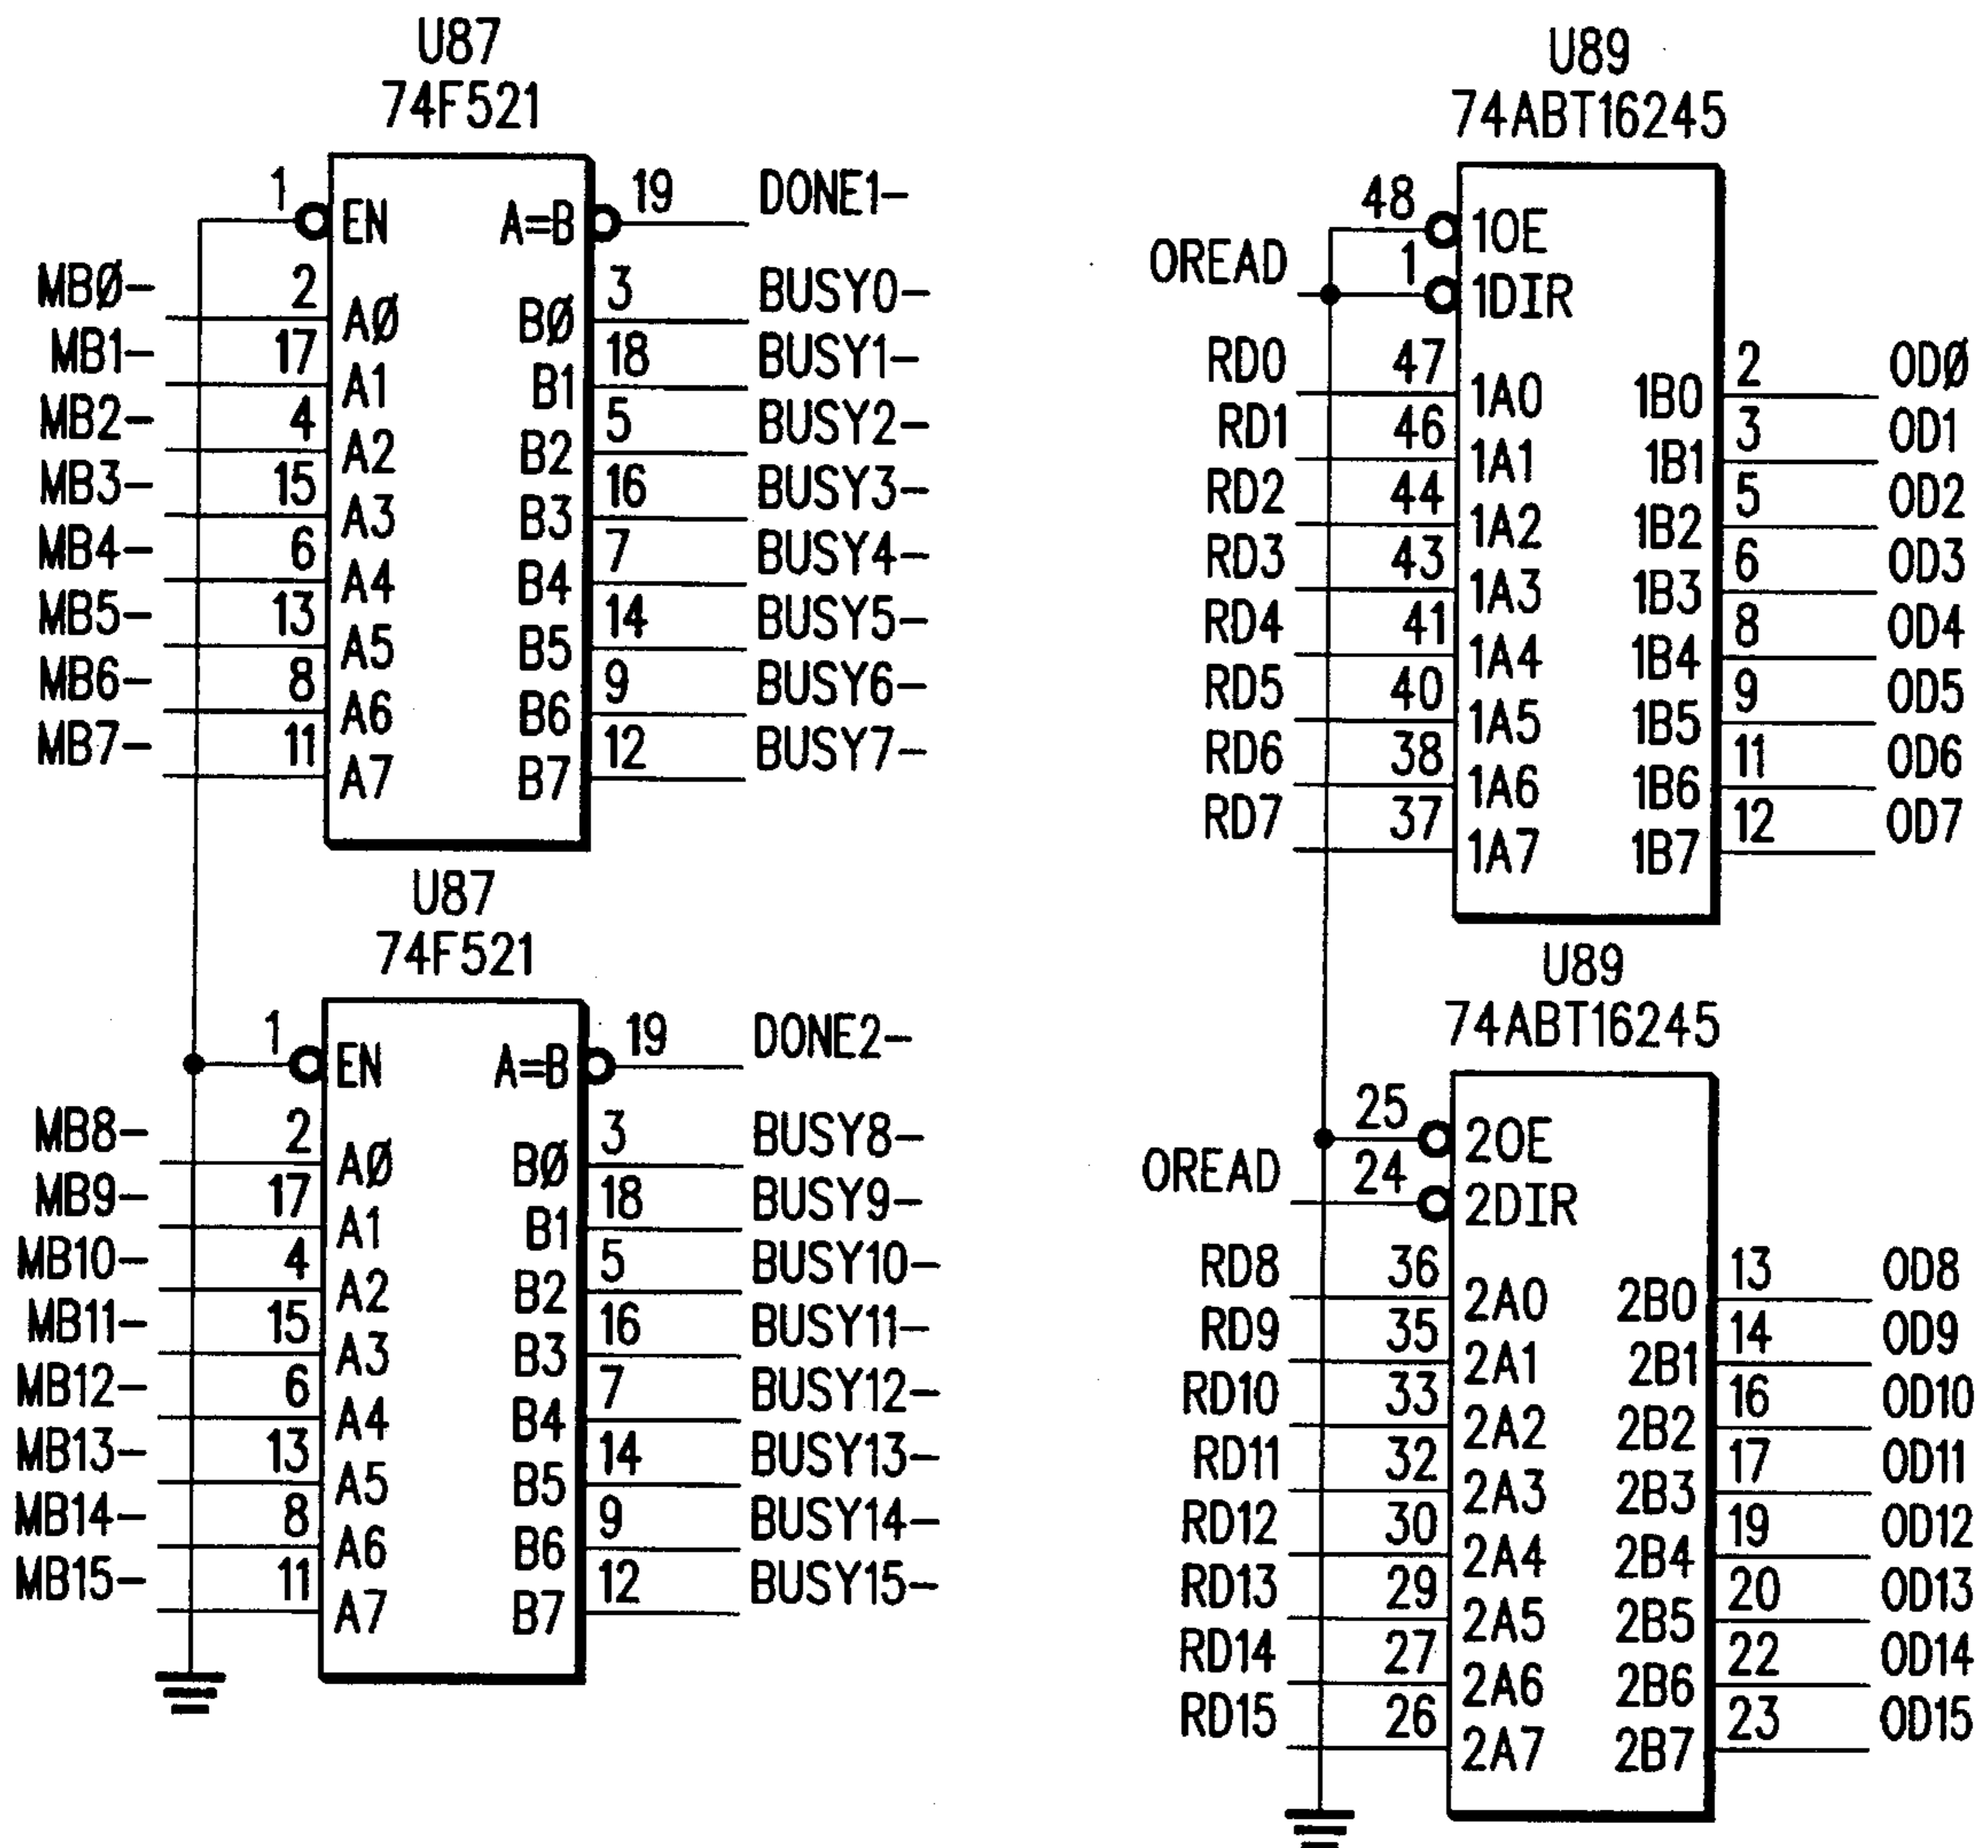 U87
74F521
1 EN A=B 19 DONE1-
MBØ- 2 AØ BØ 3 BUSY0-
MB1- 17 A1 B1 18 BUSY1-
MB2- 4 A2 B2 5 BUSY2-
MB3- 15 A3 B3 16 BUSY3-
MB4- 6 A4 B4 7 BUSY4-
MB5- 13 A5 B5 14 BUSY5-
MB6- 8 A6 B6 9 BUSY6-
MB7- 11 A7 B7 12 BUSY7-
U87
74F521
1 EN A=B 19 DONE2-
MB8- 2 AØ BØ 3 BUSY8-
MB9- 17 A1 B1 18 BUSY9-
MB10- 4 A2 B2 5 BUSY10-
MB11- 15 A3 B3 16 BUSY11-
MB12- 6 A4 B4 7 BUSY12-
MB13- 13 A5 B5 14 BUSY13-
MB14- 8 A6 B6 9 BUSY14-
MB15- 11 A7 B7 12 BUSY15-
U89
74ABT16245
48 1OE
OREAD 1 1DIR
RD0 47 1A0 1B0 2 ODØ
RD1 46 1A1 1B1 3 OD1
RD2 44 1A2 1B2 5 OD2
RD3 43 1A3 1B3 6 OD3
RD4 41 1A4 1B4 8 OD4
RD5 40 1A5 1B5 9 OD5
RD6 38 1A6 1B6 11 OD6
RD7 37 1A7 1B7 12 OD7
U89
74ABT16245
25 2OE
OREAD 24 2DIR
RD8 36 2A0 2B0 13 OD8
RD9 35 2A1 2B1 14 OD9
RD10 33 2A2 2B2 16 OD10
RD11 32 2A3 2B3 17 OD11
RD12 30 2A4 2B4 19 OD12
RD13 29 2A5 2B5 20 OD13
RD14 27 2A6 2B6 22 OD14
RD15 26 2A7 2B7 23 OD15